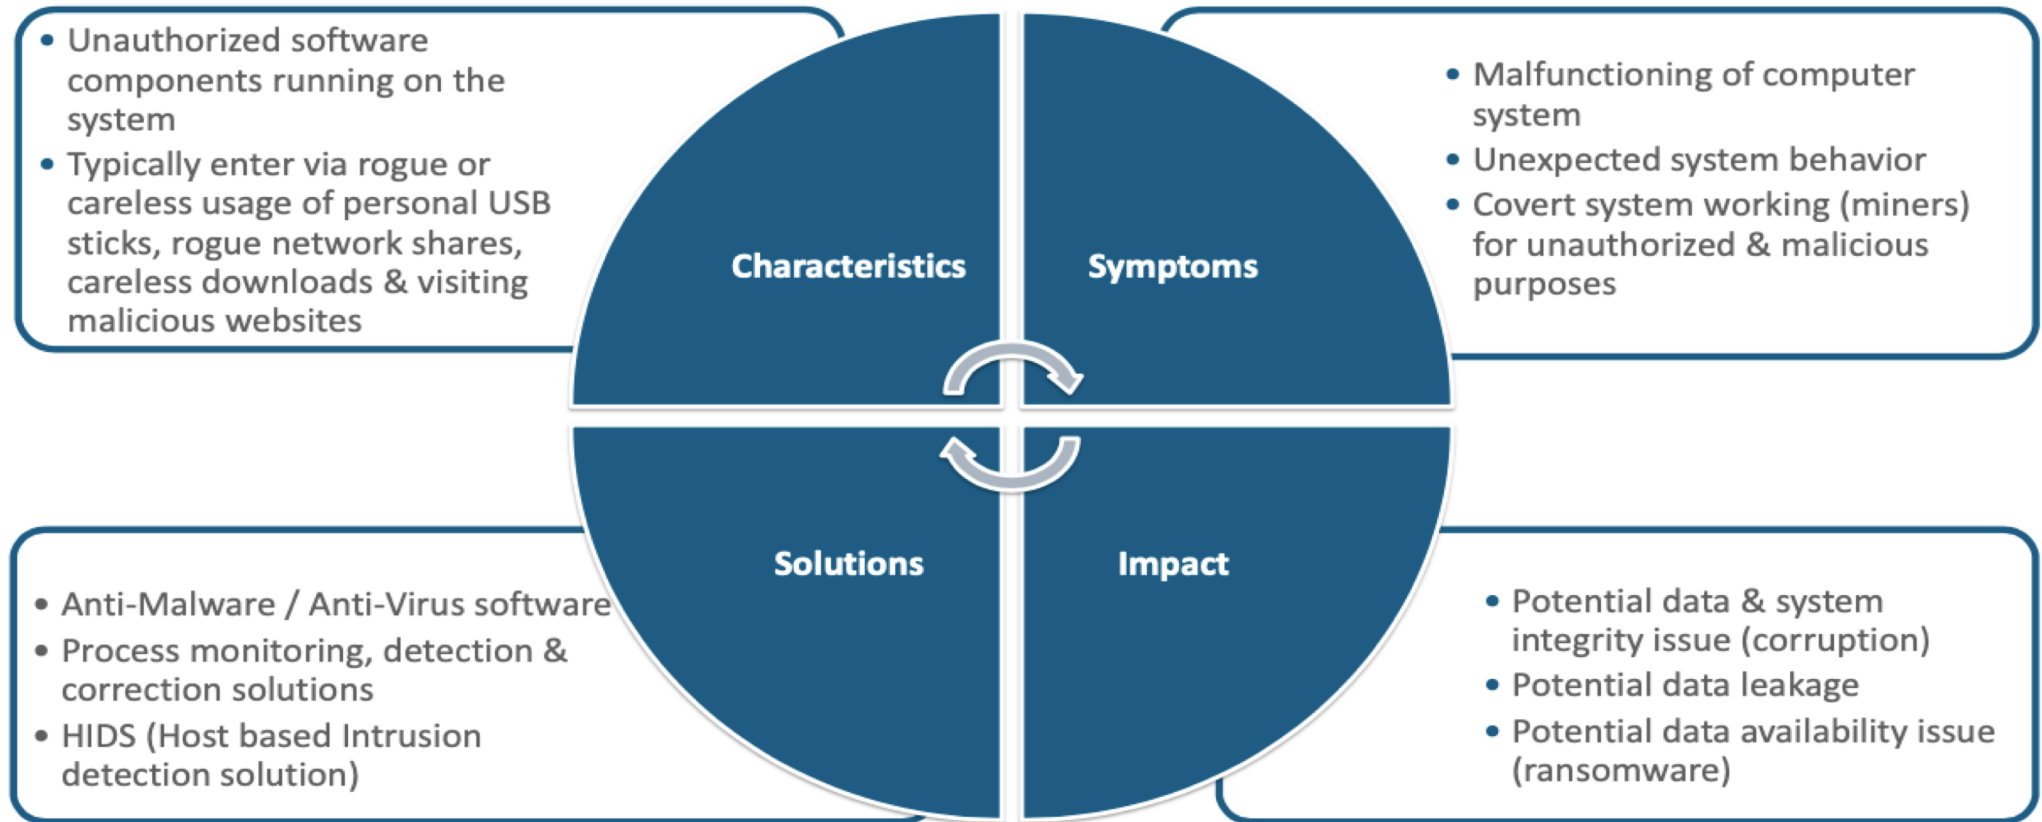 • Unauthorized software
components running on the
system
• Typically enter via rogue or
careless usage of personal USB
sticks, rogue network shares,
careless downloads & visiting
malicious websites
Characteristics
Symptoms
• Malfunctioning of computer
system
• Unexpected system behavior
• Covert system working (miners)
for unauthorized & malicious
purposes
• Anti-Malware / Anti-Virus software
• Process monitoring, detection &
correction solutions
• HIDS (Host based Intrusion
detection solution)
Solutions
Impact
• Potential data & system
integrity issue (corruption)
• Potential data leakage
• Potential data availability issue
(ransomware)